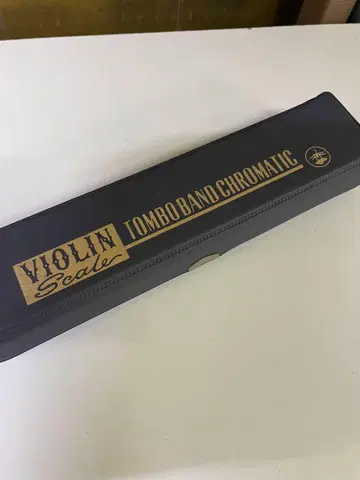 VIOLIN
Scale
TOMBO BAND CHROMATIC